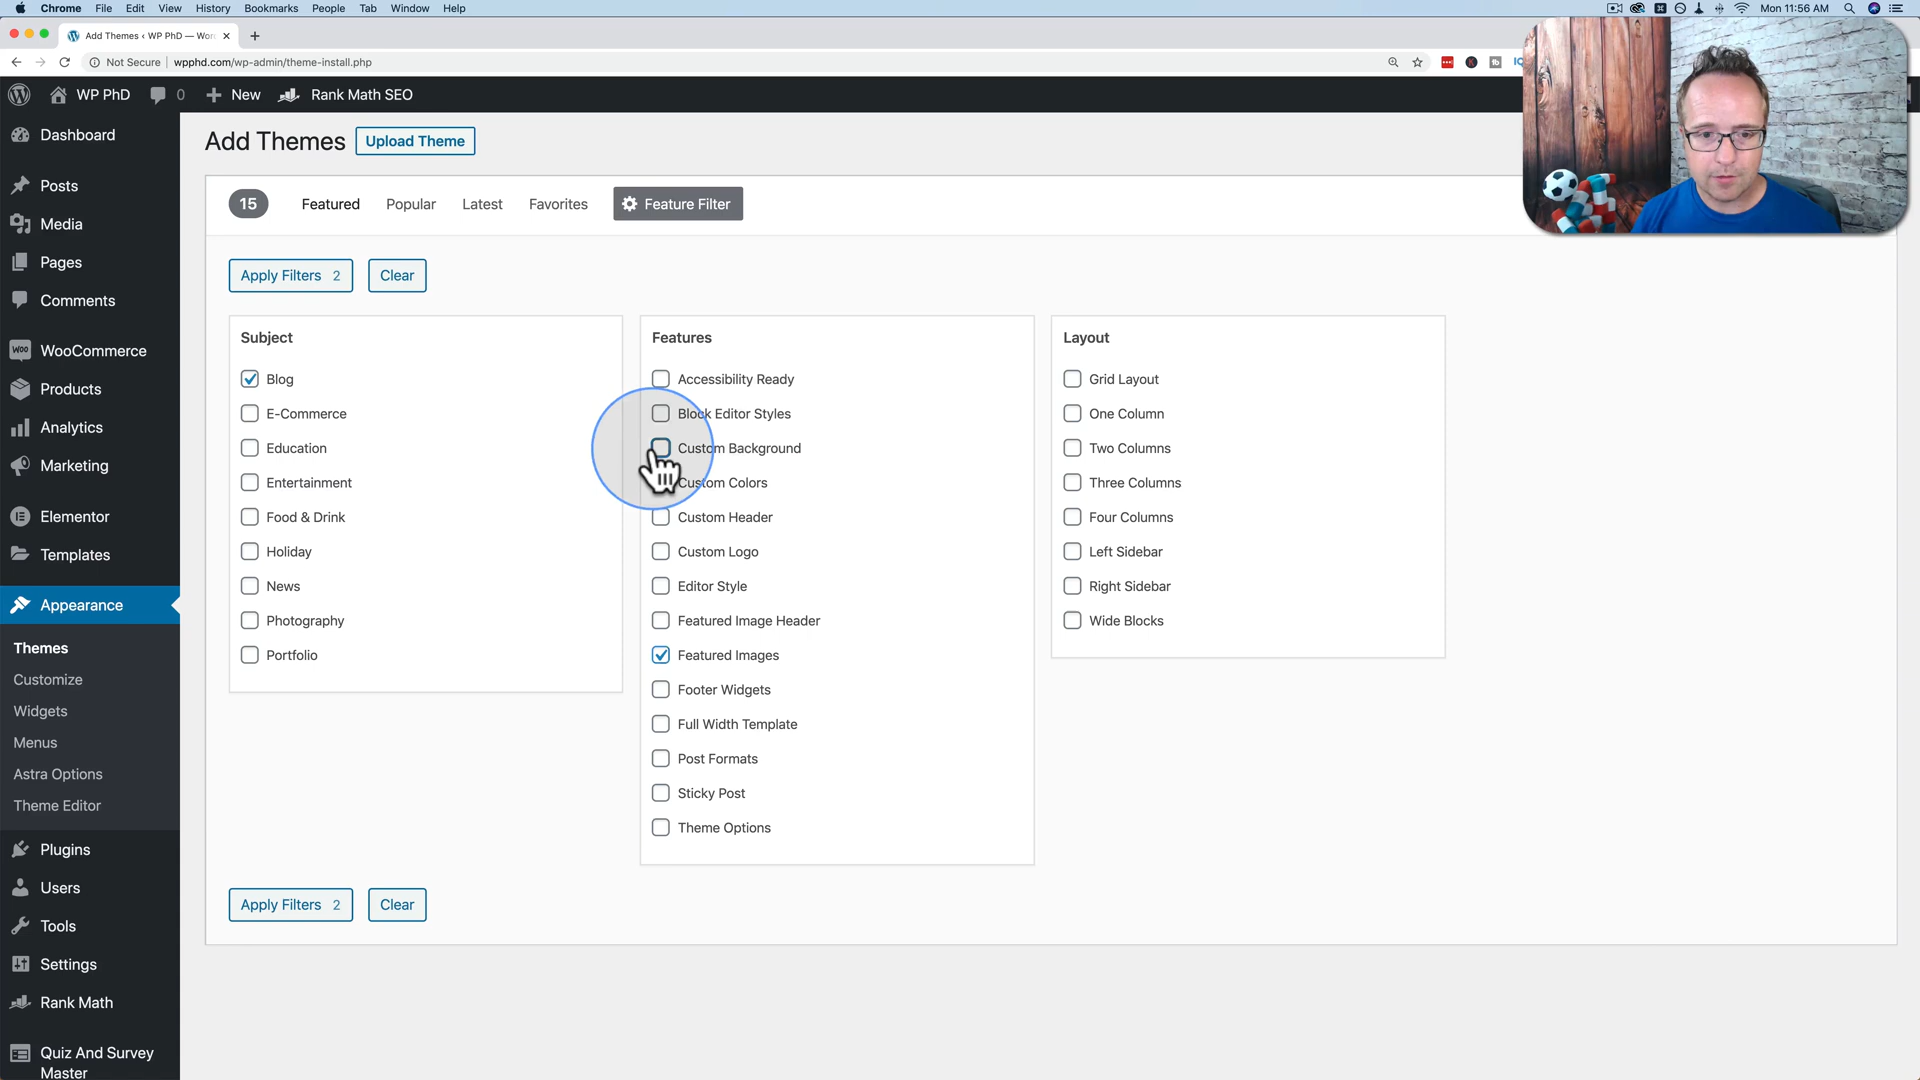 Chrome File Edit View History Bookmarks People Tab Window Help Mon 11:56 AM
Add Themes ‹ WP PhD — Wor
Not Secure wpphd.com/wp-admin/theme-install.php
WP PhD 0 New Rank Math SEO
Dashboard
Posts
Media
Pages
Comments
WooCommerce
Products
Analytics
Marketing
Elementor
Templates
Appearance
Themes
Customize
Widgets
Menus
Astra Options
Theme Editor
Plugins
Users
Tools
Settings
Rank Math
Quiz And Survey
Master
Add Themes Upload Theme
15 Featured Popular Latest Favorites Feature Filter
Apply Filters 2 Clear
Subject
Blog
E-Commerce
Education
Entertainment
Food & Drink
Holiday
News
Photography
Portfolio
Features
Accessibility Ready
Block Editor Styles
Custom Background
Custom Colors
Custom Header
Custom Logo
Editor Style
Featured Image Header
Featured Images
Footer Widgets
Full Width Template
Post Formats
Sticky Post
Theme Options
Layout
Grid Layout
One Column
Two Columns
Three Columns
Four Columns
Left Sidebar
Right Sidebar
Wide Blocks
Apply Filters 2 Clear